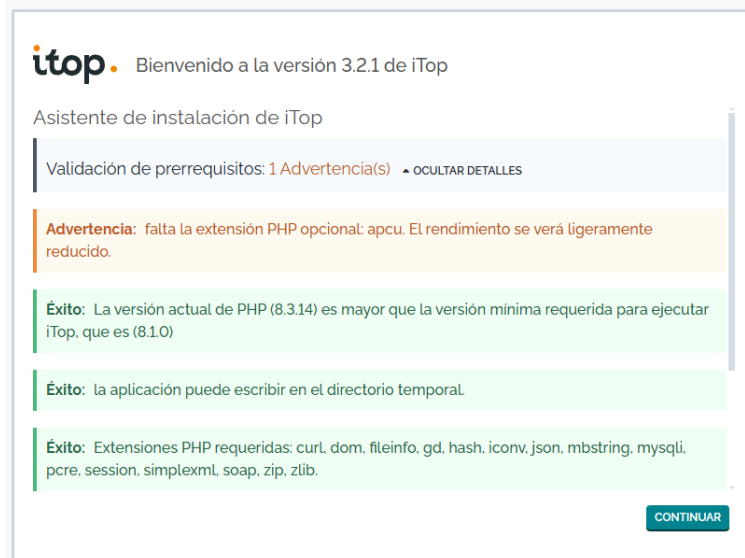 itop.
Bienvenido a la versión 3.2.1 de iTop
Asistente de instalación de iTop
Validación de prerrequisitos: 1 Advertencia(s) OCULTAR DETALLES
Advertencia: falta la extensión PHP opcional: apcu. El rendimiento se verá ligeramente
reducido.
Éxito: La versión actual de PHP (8.3.14) es mayor que la versión mínima requerida para ejecutar
iTop, que es (8.1.0)
Éxito: la aplicación puede escribir en el directorio temporal.
Éxito: Extensiones PHP requeridas: curl, dom, fileinfo, gd, hash, iconv, json, mbstring, mysqli,
pcre, session, simplexml, soap, zip, zlib.
CONTINUAR